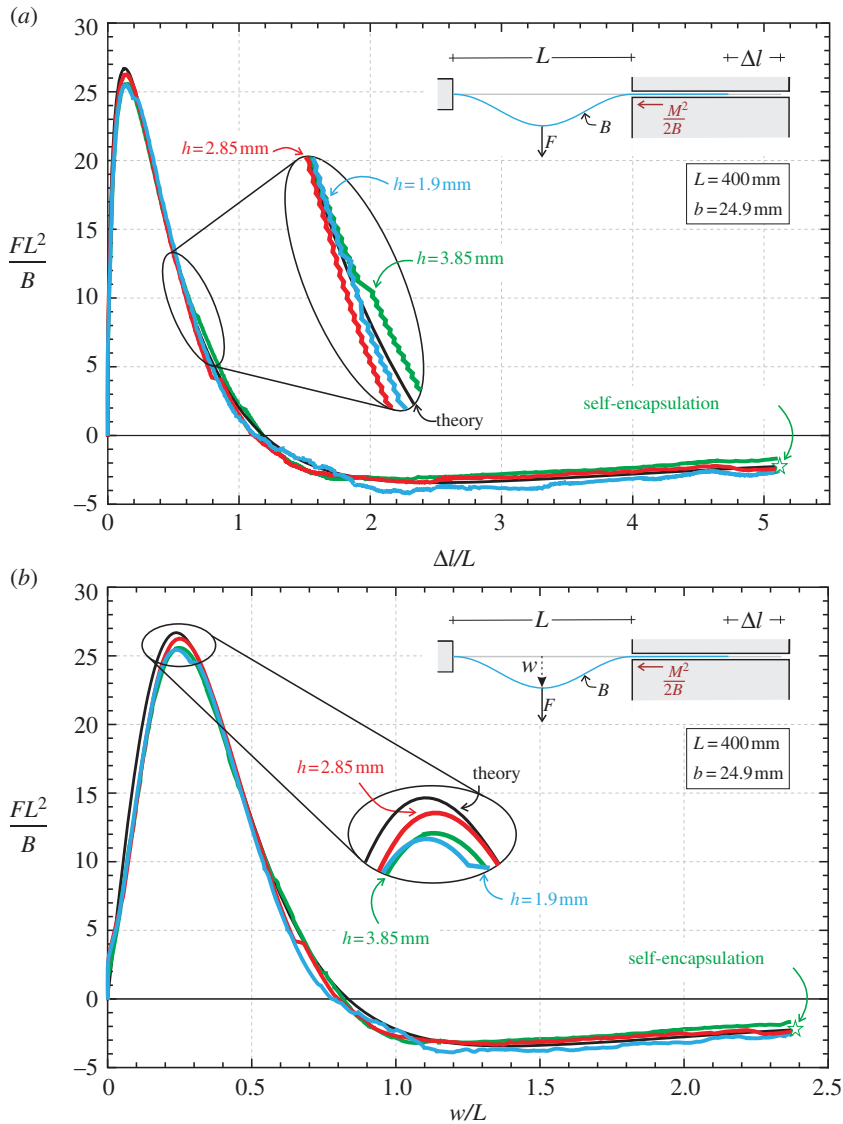 (a)
30
25
20
15
10
5
0
–5
FL²
B
0 1 2 3 4 5
Δl/L
L
Δl
B
F
M²
2B
L = 400 mm
b = 24.9 mm
h = 2.85 mm
h = 1.9 mm
h = 3.85 mm
theory
self-encapsulation
(b)
30
25
20
15
10
5
0
–5
FL²
B
0 0.5 1.0 1.5 2.0 2.5
w/L
L
Δl
w
B
F
M²
2B
L = 400 mm
b = 24.9 mm
h = 2.85 mm
theory
h = 1.9 mm
h = 3.85 mm
self-encapsulation